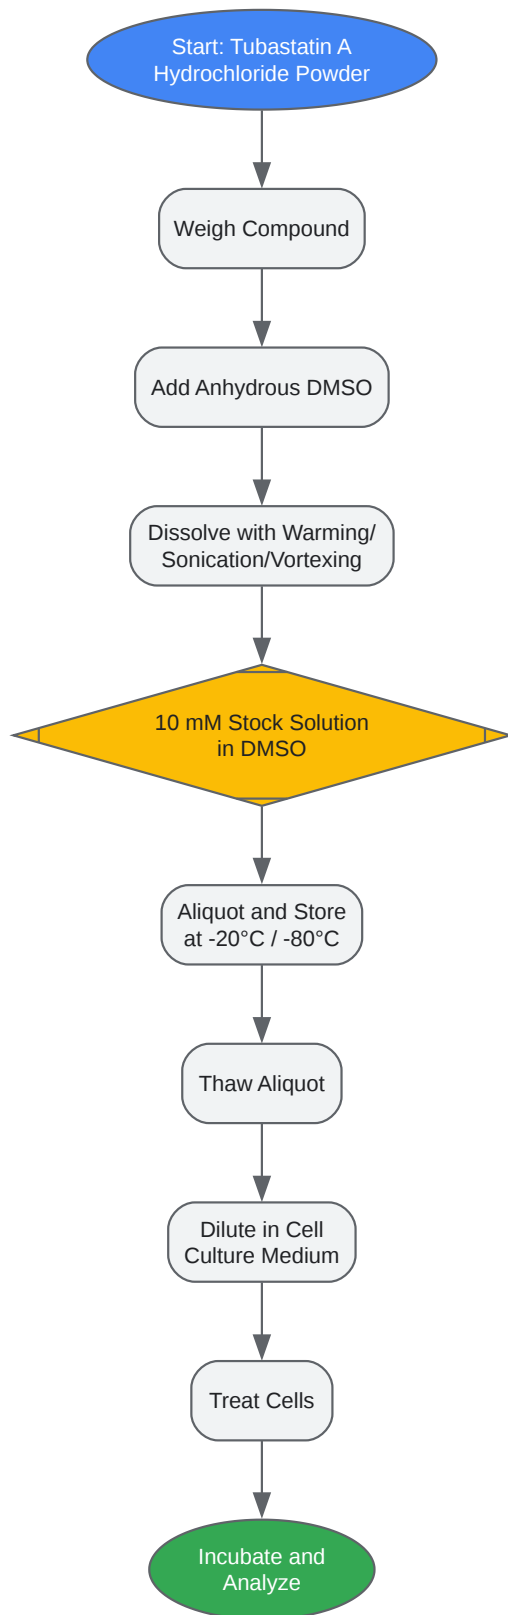 Start: Tubastatin A
Hydrochloride Powder
Weigh Compound
Add Anhydrous DMSO
Dissolve with Warming/
Sonication/Vortexing
10 mM Stock Solution
in DMSO
Aliquot and Store
at -20°C / -80°C
Thaw Aliquot
Dilute in Cell
Culture Medium
Treat Cells
Incubate and
Analyze